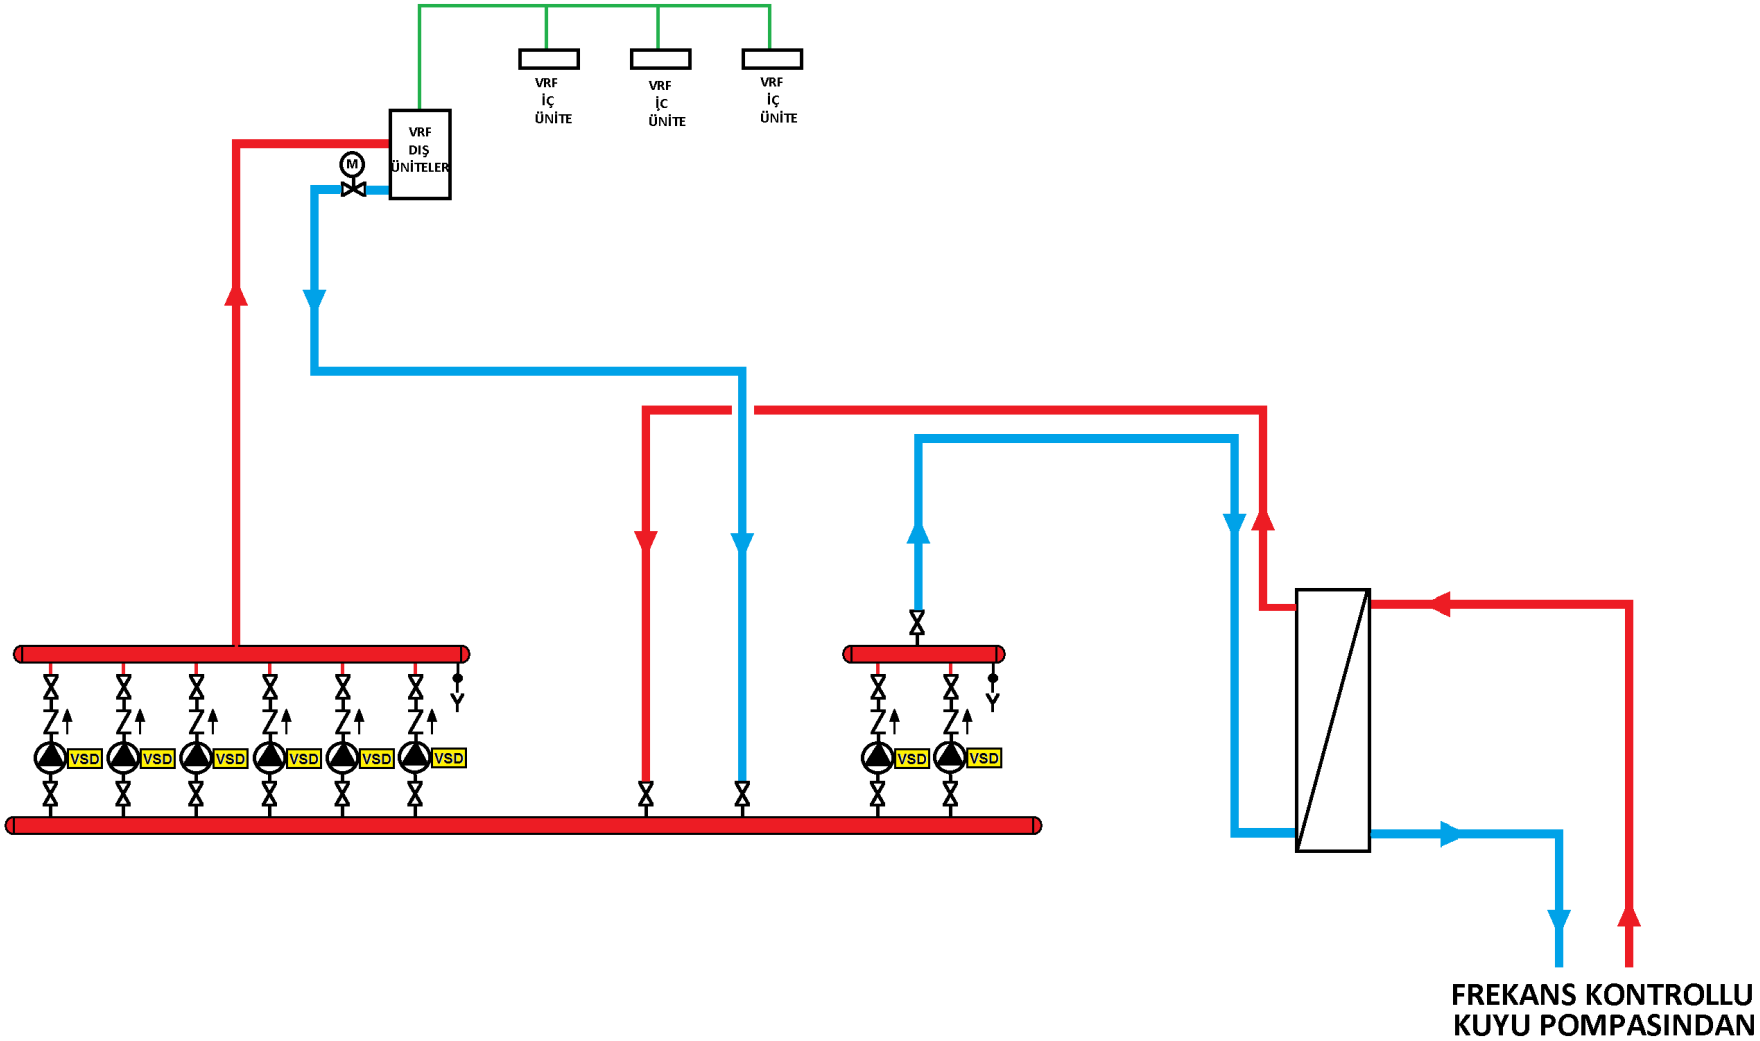 VRF
İÇ
ÜNİTE
VRF
İC
ÜNİTE
VRF
İÇ
ÜNİTE
VRF
DIŞ
ÜNİTELER
M
VSD
VSD
VSD
VSD
VSD
VSD
VSD
VSD
FREKANS KONTROLLU
KUYU POMPASINDAN